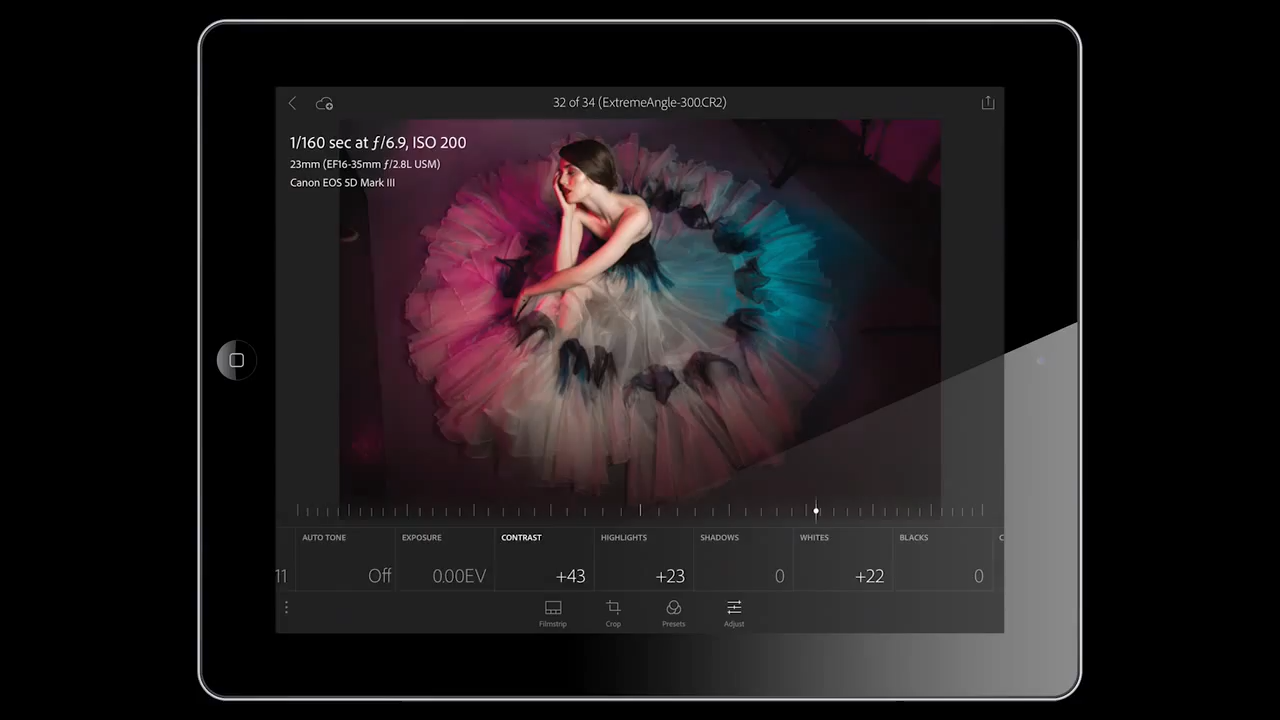 32 of 34 (ExtremeAngle-300.CR2)
1/160 sec at ƒ/6.9, ISO 200
23mm (EF16-35mm ƒ/2.8L USM)
Canon EOS 5D Mark III
AUTO TONE EXPOSURE CONTRAST HIGHLIGHTS SHADOWS WHITES BLACKS C
11 Off 0.00EV +43 +23 0 +22 0
Filmstrip Crop Presets Adjust